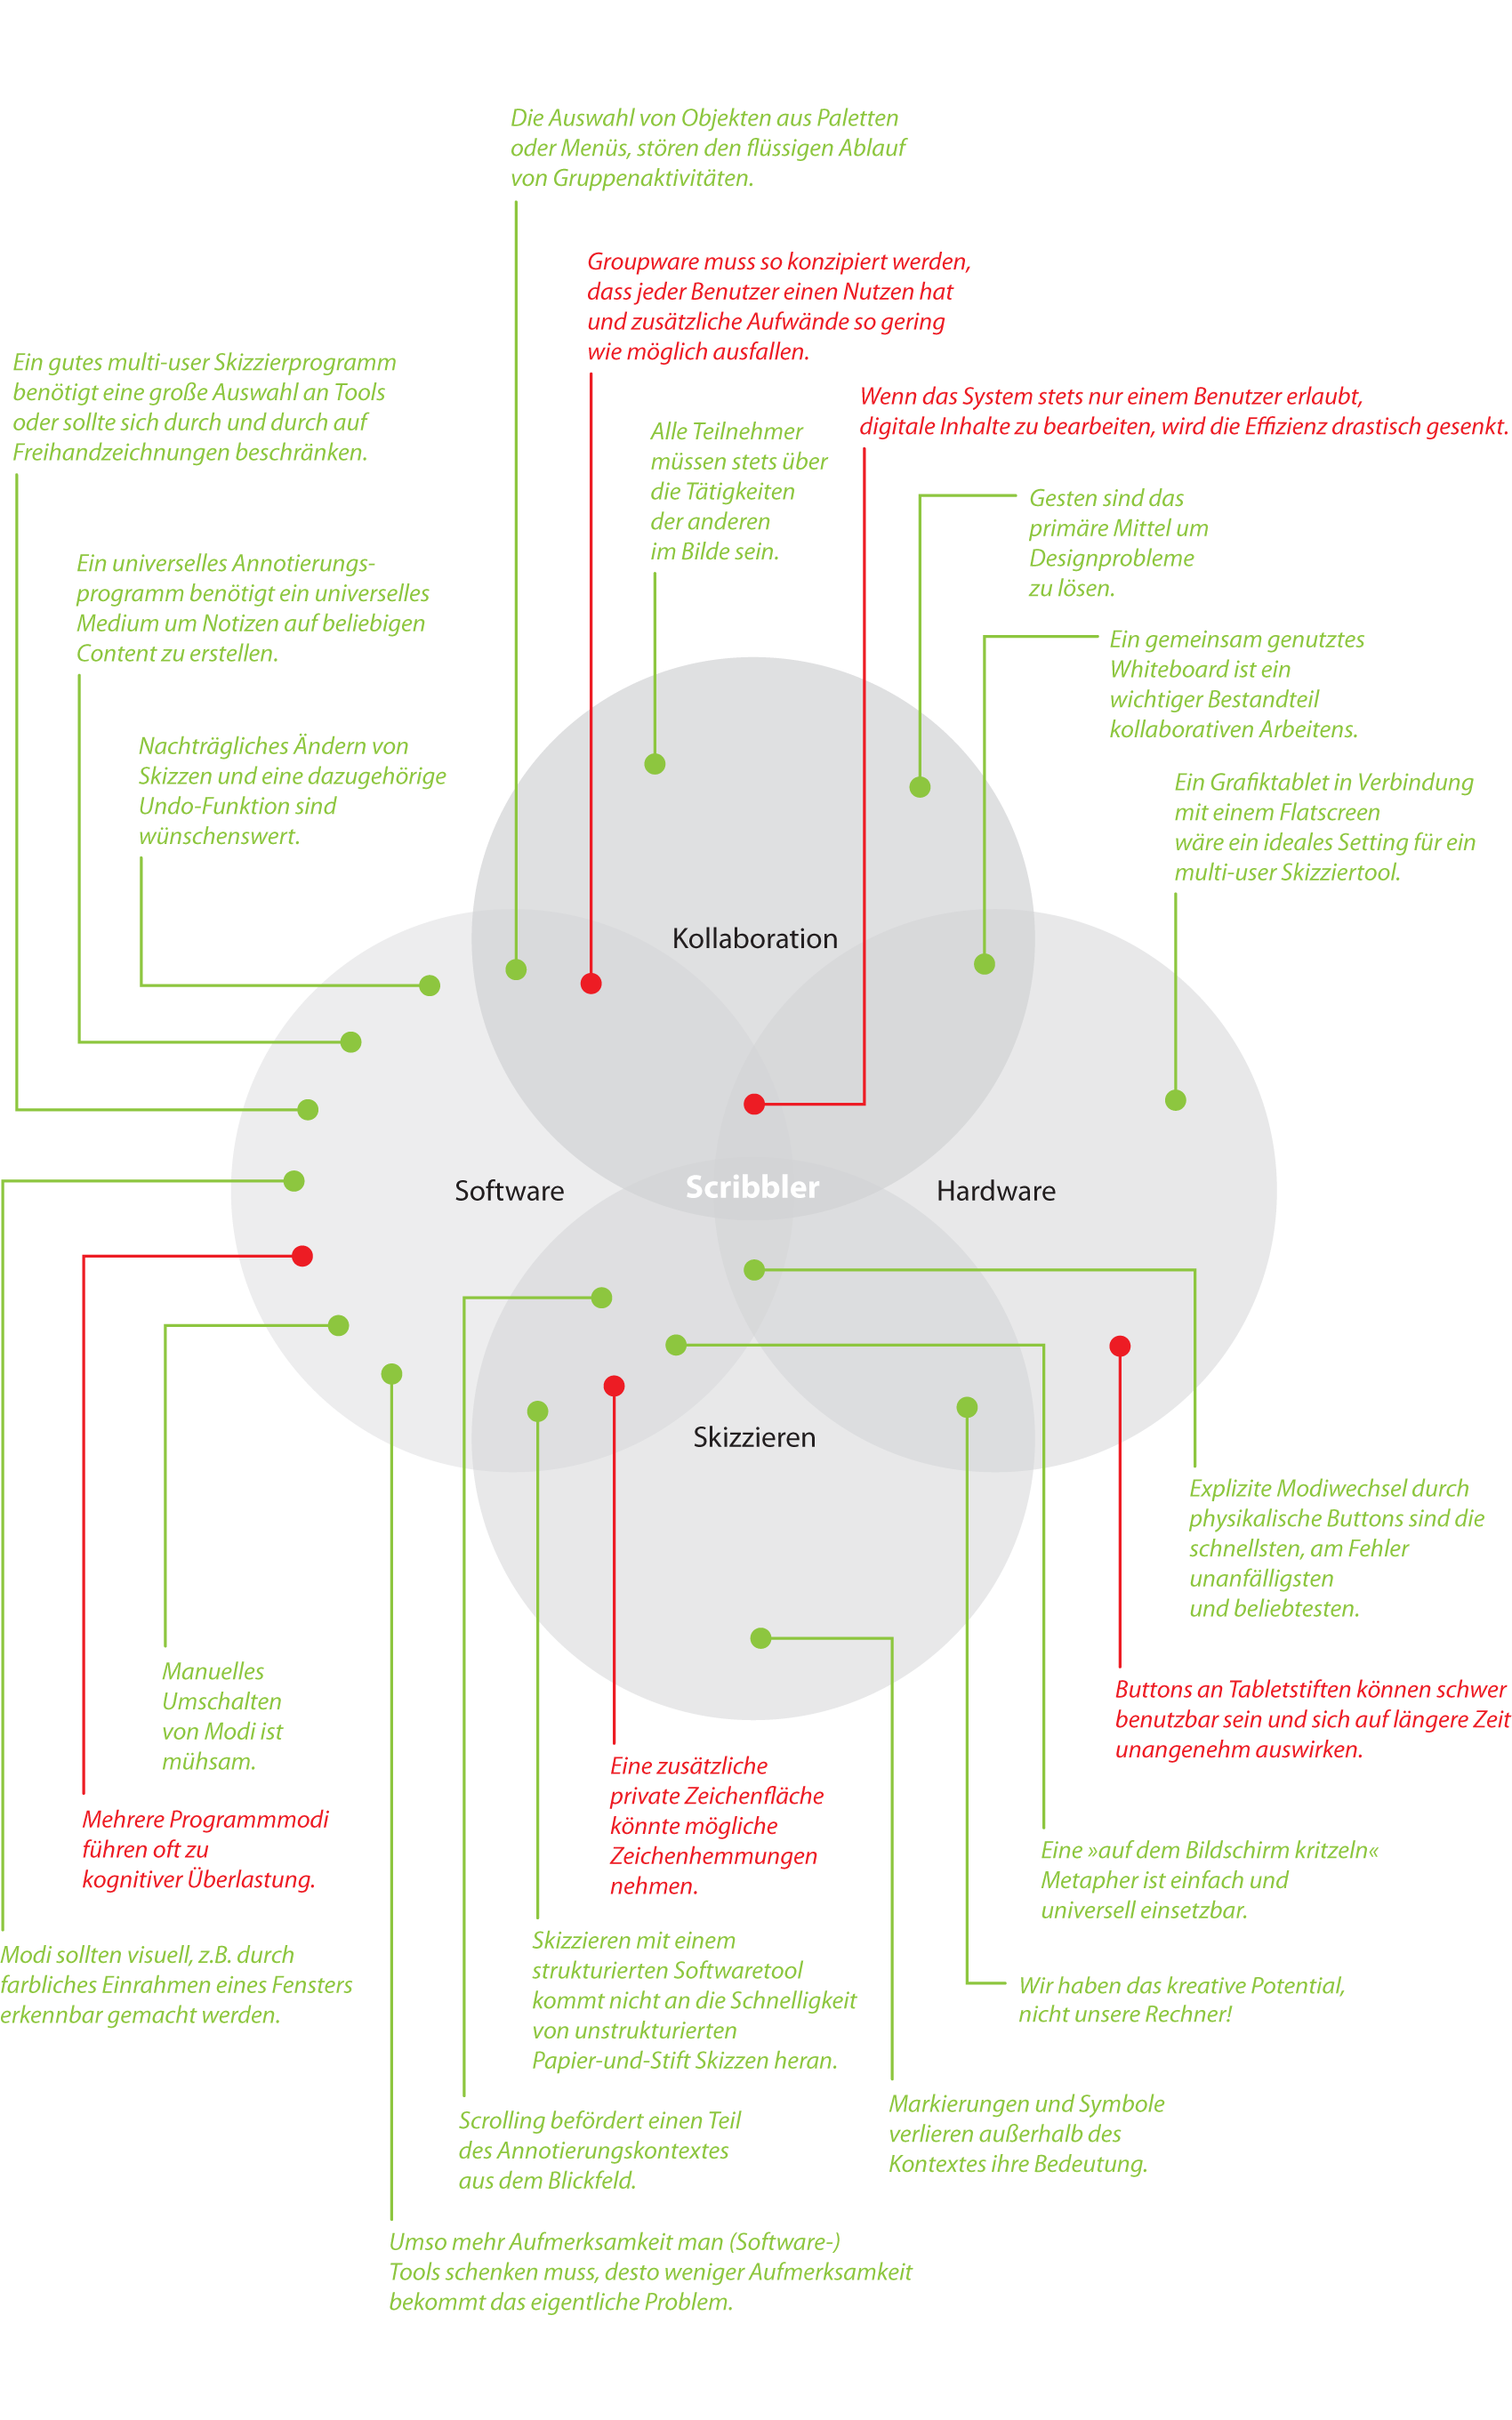 Die Auswahl von Objekten aus Paletten
oder Menüs, stören den flüssigen Ablauf
von Gruppenaktivitäten.
Groupware muss so konzipiert werden,
dass jeder Benutzer einen Nutzen hat
und zusätzliche Aufwände so gering
wie möglich ausfallen.
Ein gutes multi-user Skizzierprogramm
benötigt eine große Auswahl an Tools
oder sollte sich durch und durch auf
Freihandzeichnungen beschränken.
Wenn das System stets nur einem Benutzer erlaubt,
digitale Inhalte zu bearbeiten, wird die Effizienz drastisch gesenkt.
Alle Teilnehmer
müssen stets über
die Tätigkeiten
der anderen
im Bilde sein.
Gesten sind das
primäre Mittel um
Designprobleme
zu lösen.
Ein universelles Annotierungs-
programm benötigt ein universelles
Medium um Notizen auf beliebigen
Content zu erstellen.
Ein gemeinsam genutztes
Whiteboard ist ein
wichtiger Bestandteil
kollaborativen Arbeitens.
Nachträgliches Ändern von
Skizzen und eine dazugehörige
Undo-Funktion sind
wünschenswert.
Ein Grafiktablet in Verbindung
mit einem Flatscreen
wäre ein ideales Setting für ein
multi-user Skizziertool.
Kollaboration
Software
Scribbler
Hardware
Skizzieren
Explizite Modiwechsel durch
physikalische Buttons sind die
schnellsten, am Fehler
unanfälligsten
und beliebtesten.
Manuelles
Umschalten
von Modi ist
mühsam.
Buttons an Tabletstiften können schwer
benutzbar sein und sich auf längere Zeit
unangenehm auswirken.
Eine zusätzliche
private Zeichenfläche
könnte mögliche
Zeichenhemmungen
nehmen.
Mehrere Programmmodi
führen oft zu
kognitiver Überlastung.
Eine »auf dem Bildschirm kritzeln«
Metapher ist einfach und
universell einsetzbar.
Modi sollten visuell, z.B. durch
farbliches Einrahmen eines Fensters
erkennbar gemacht werden.
Skizzieren mit einem
strukturierten Softwaretool
kommt nicht an die Schnelligkeit
von unstrukturierten
Papier-und-Stift Skizzen heran.
Wir haben das kreative Potential,
nicht unsere Rechner!
Markierungen und Symbole
verlieren außerhalb des
Kontextes ihre Bedeutung.
Scrolling befördert einen Teil
des Annotierungskontextes
aus dem Blickfeld.
Umso mehr Aufmerksamkeit man (Software-)
Tools schenken muss, desto weniger Aufmerksamkeit
bekommt das eigentliche Problem.